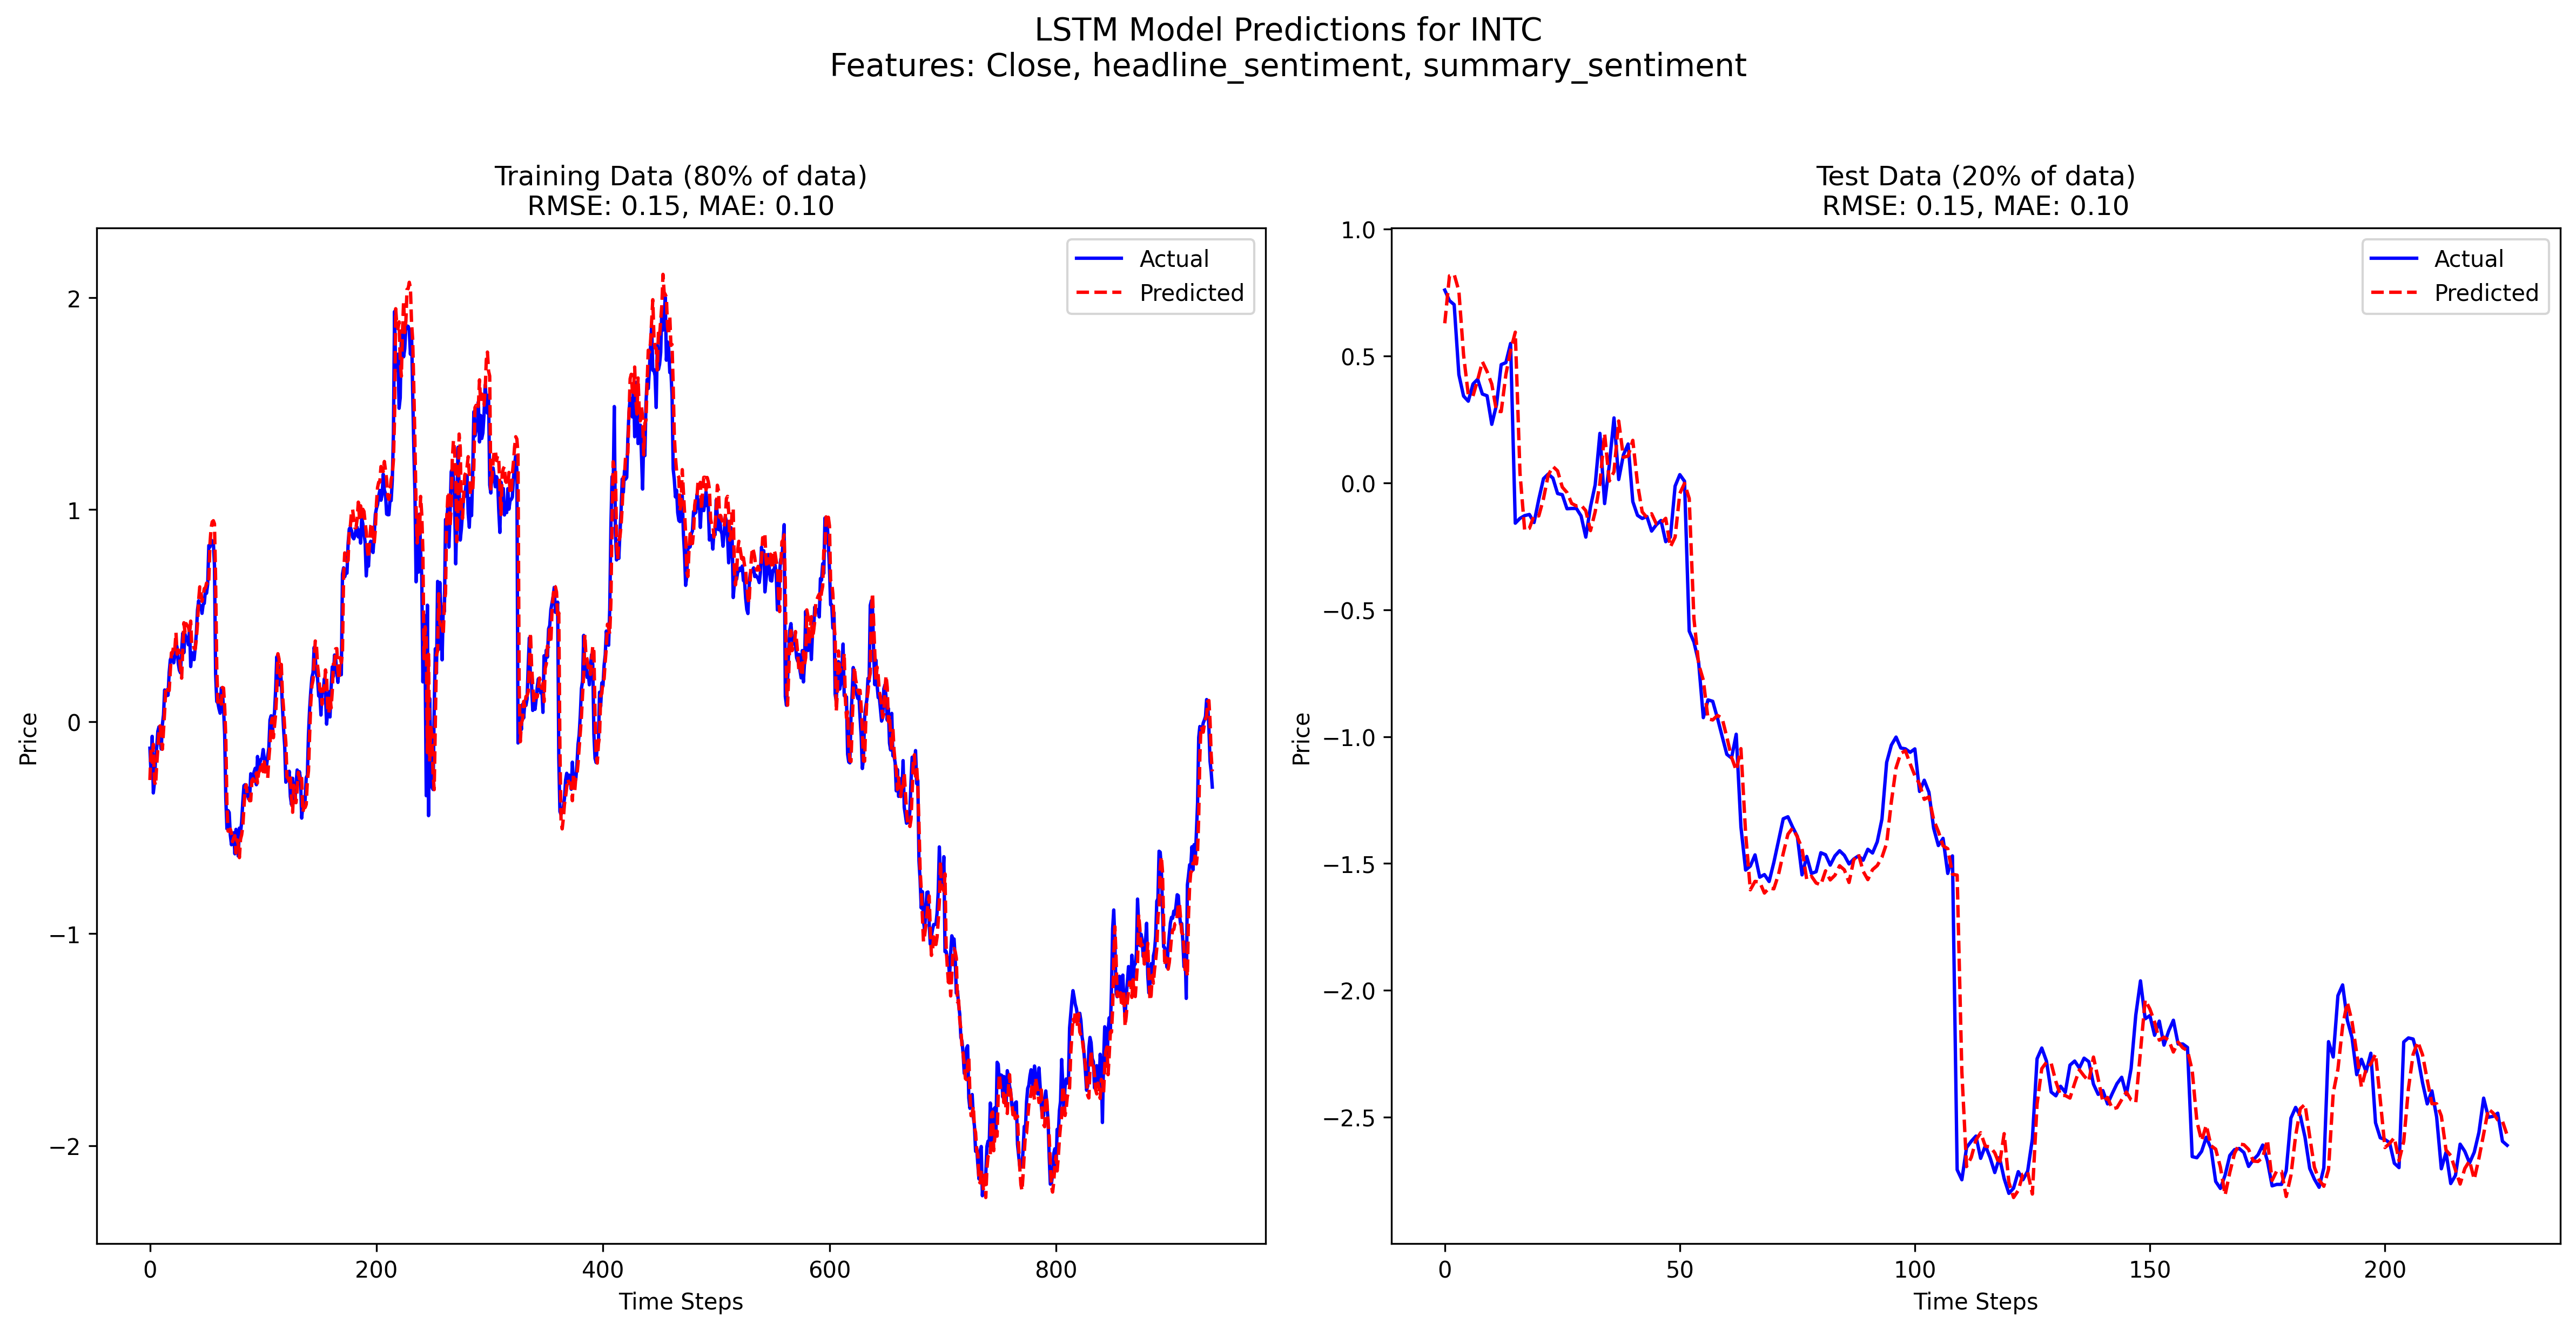 LSTM Model Predictions for INTC
Features: Close, headline_sentiment, summary_sentiment
Training Data (80% of data)
RMSE: 0.15, MAE: 0.10
Actual
Predicted
2
1
0
−1
−2
Price
0
200
400
600
800
Time Steps
Test Data (20% of data)
RMSE: 0.15, MAE: 0.10
Actual
Predicted
1.0
0.5
0.0
−0.5
−1.0
−1.5
−2.0
−2.5
Price
0
50
100
150
200
Time Steps